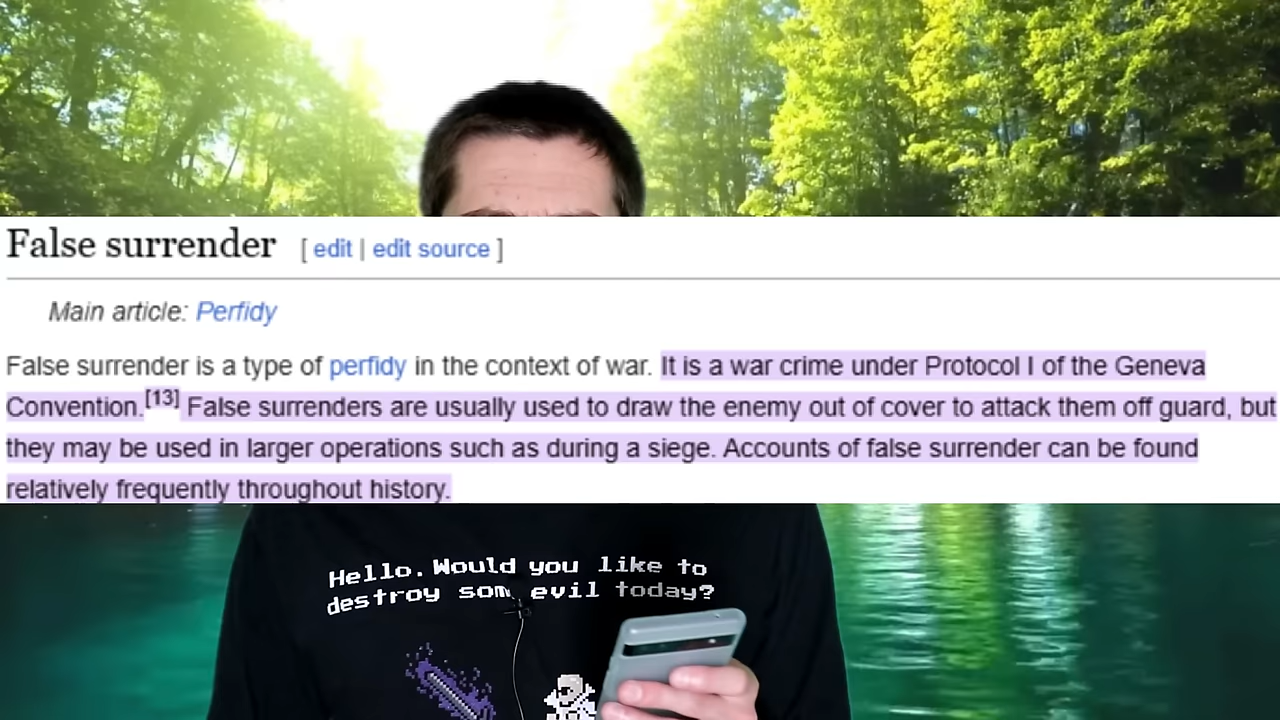 False surrender [ edit | edit source ]
Main article: Perfidy
False surrender is a type of perfidy in the context of war. It is a war crime under Protocol I of the Geneva
Convention.[13] False surrenders are usually used to draw the enemy out of cover to attack them off guard, but
they may be used in larger operations such as during a siege. Accounts of false surrender can be found
relatively frequently throughout history.
Hello. Would you like to
destroy som evil today?